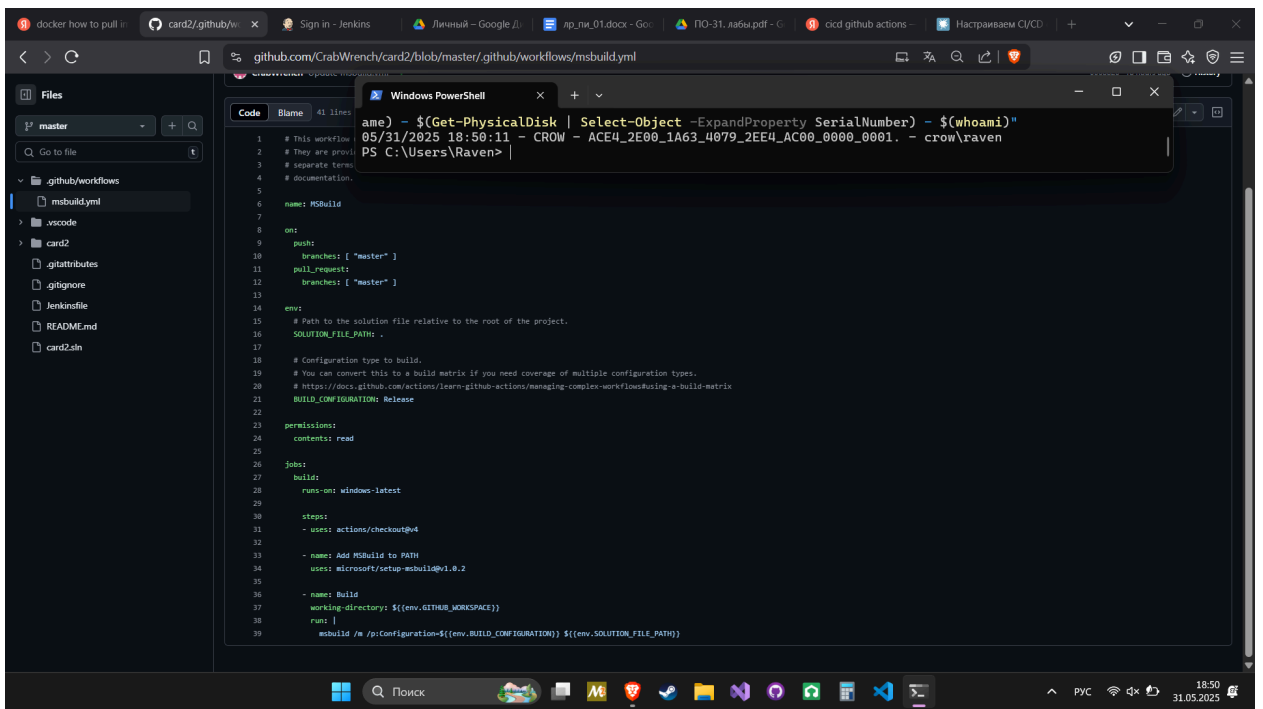 docker how to pull in
card2/.github/wo
Sign in - Jenkins
Личный – Google Д
лр_пи_01.docx - Goo
ПО-31. лабы.pdf - G
cicd github actions –
Настраиваем CI/CD
github.com/CrabWrench/card2/blob/master/.github/workflows/msbuild.yml
Files
master
Go to file
t
.github/workflows
msbuild.yml
.vscode
card2
.gitattributes
.gitignore
Jenkinsfile
README.md
card2.sln
Windows PowerShell
ame) - $(Get-PhysicalDisk | Select-Object -ExpandProperty SerialNumber) - $(whoami)"
05/31/2025 18:50:11 - CROW - ACE4_2E00_1A63_4079_2EE4_AC00_0000_0001. - crow\raven
PS C:\Users\Raven>
Code
Blame
41 lines
1 # This workflow
2 # They are provi
3 # separate terms
4 # documentation.
5
6 name: MSBuild
7
8 on:
9 push:
10 branches: [ "master" ]
11 pull_request:
12 branches: [ "master" ]
13
14 env:
15 # Path to the solution file relative to the root of the project.
16 SOLUTION_FILE_PATH: .
17
18 # Configuration type to build.
19 # You can convert this to a build matrix if you need coverage of multiple configuration types.
20 # https://docs.github.com/actions/learn-github-actions/managing-complex-workflows#using-a-build-matrix
21 BUILD_CONFIGURATION: Release
22
23 permissions:
24 contents: read
25
26 jobs:
27 build:
28 runs-on: windows-latest
29
30 steps:
31 - uses: actions/checkout@v4
32
33 - name: Add MSBuild to PATH
34 uses: microsoft/setup-msbuild@v1.0.2
35
36 - name: Build
37 working-directory: ${{env.GITHUB_WORKSPACE}}
38 run: |
39 msbuild /m /p:Configuration=${{env.BUILD_CONFIGURATION}} ${{env.SOLUTION_FILE_PATH}}
Поиск
РУС
18:50
31.05.2025